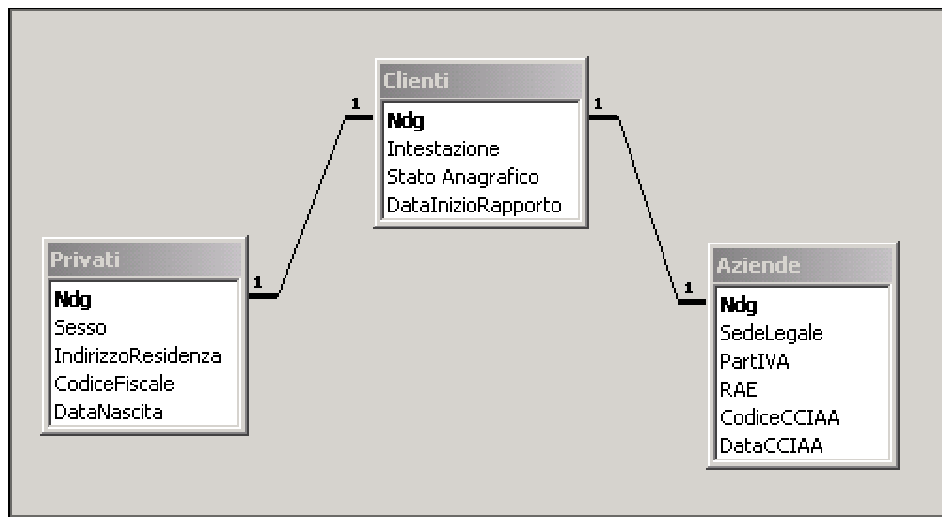 Clienti
1
1
Ndg
Intestazione
Stato Anagrafico
DataInizioRapporto
Privati
1
Ndg
Sesso
IndirizzoResidenza
CodiceFiscale
DataNascita
Aziende
1
Ndg
SedeLegale
PartIVA
RAE
CodiceCCIAA
DataCCIAA